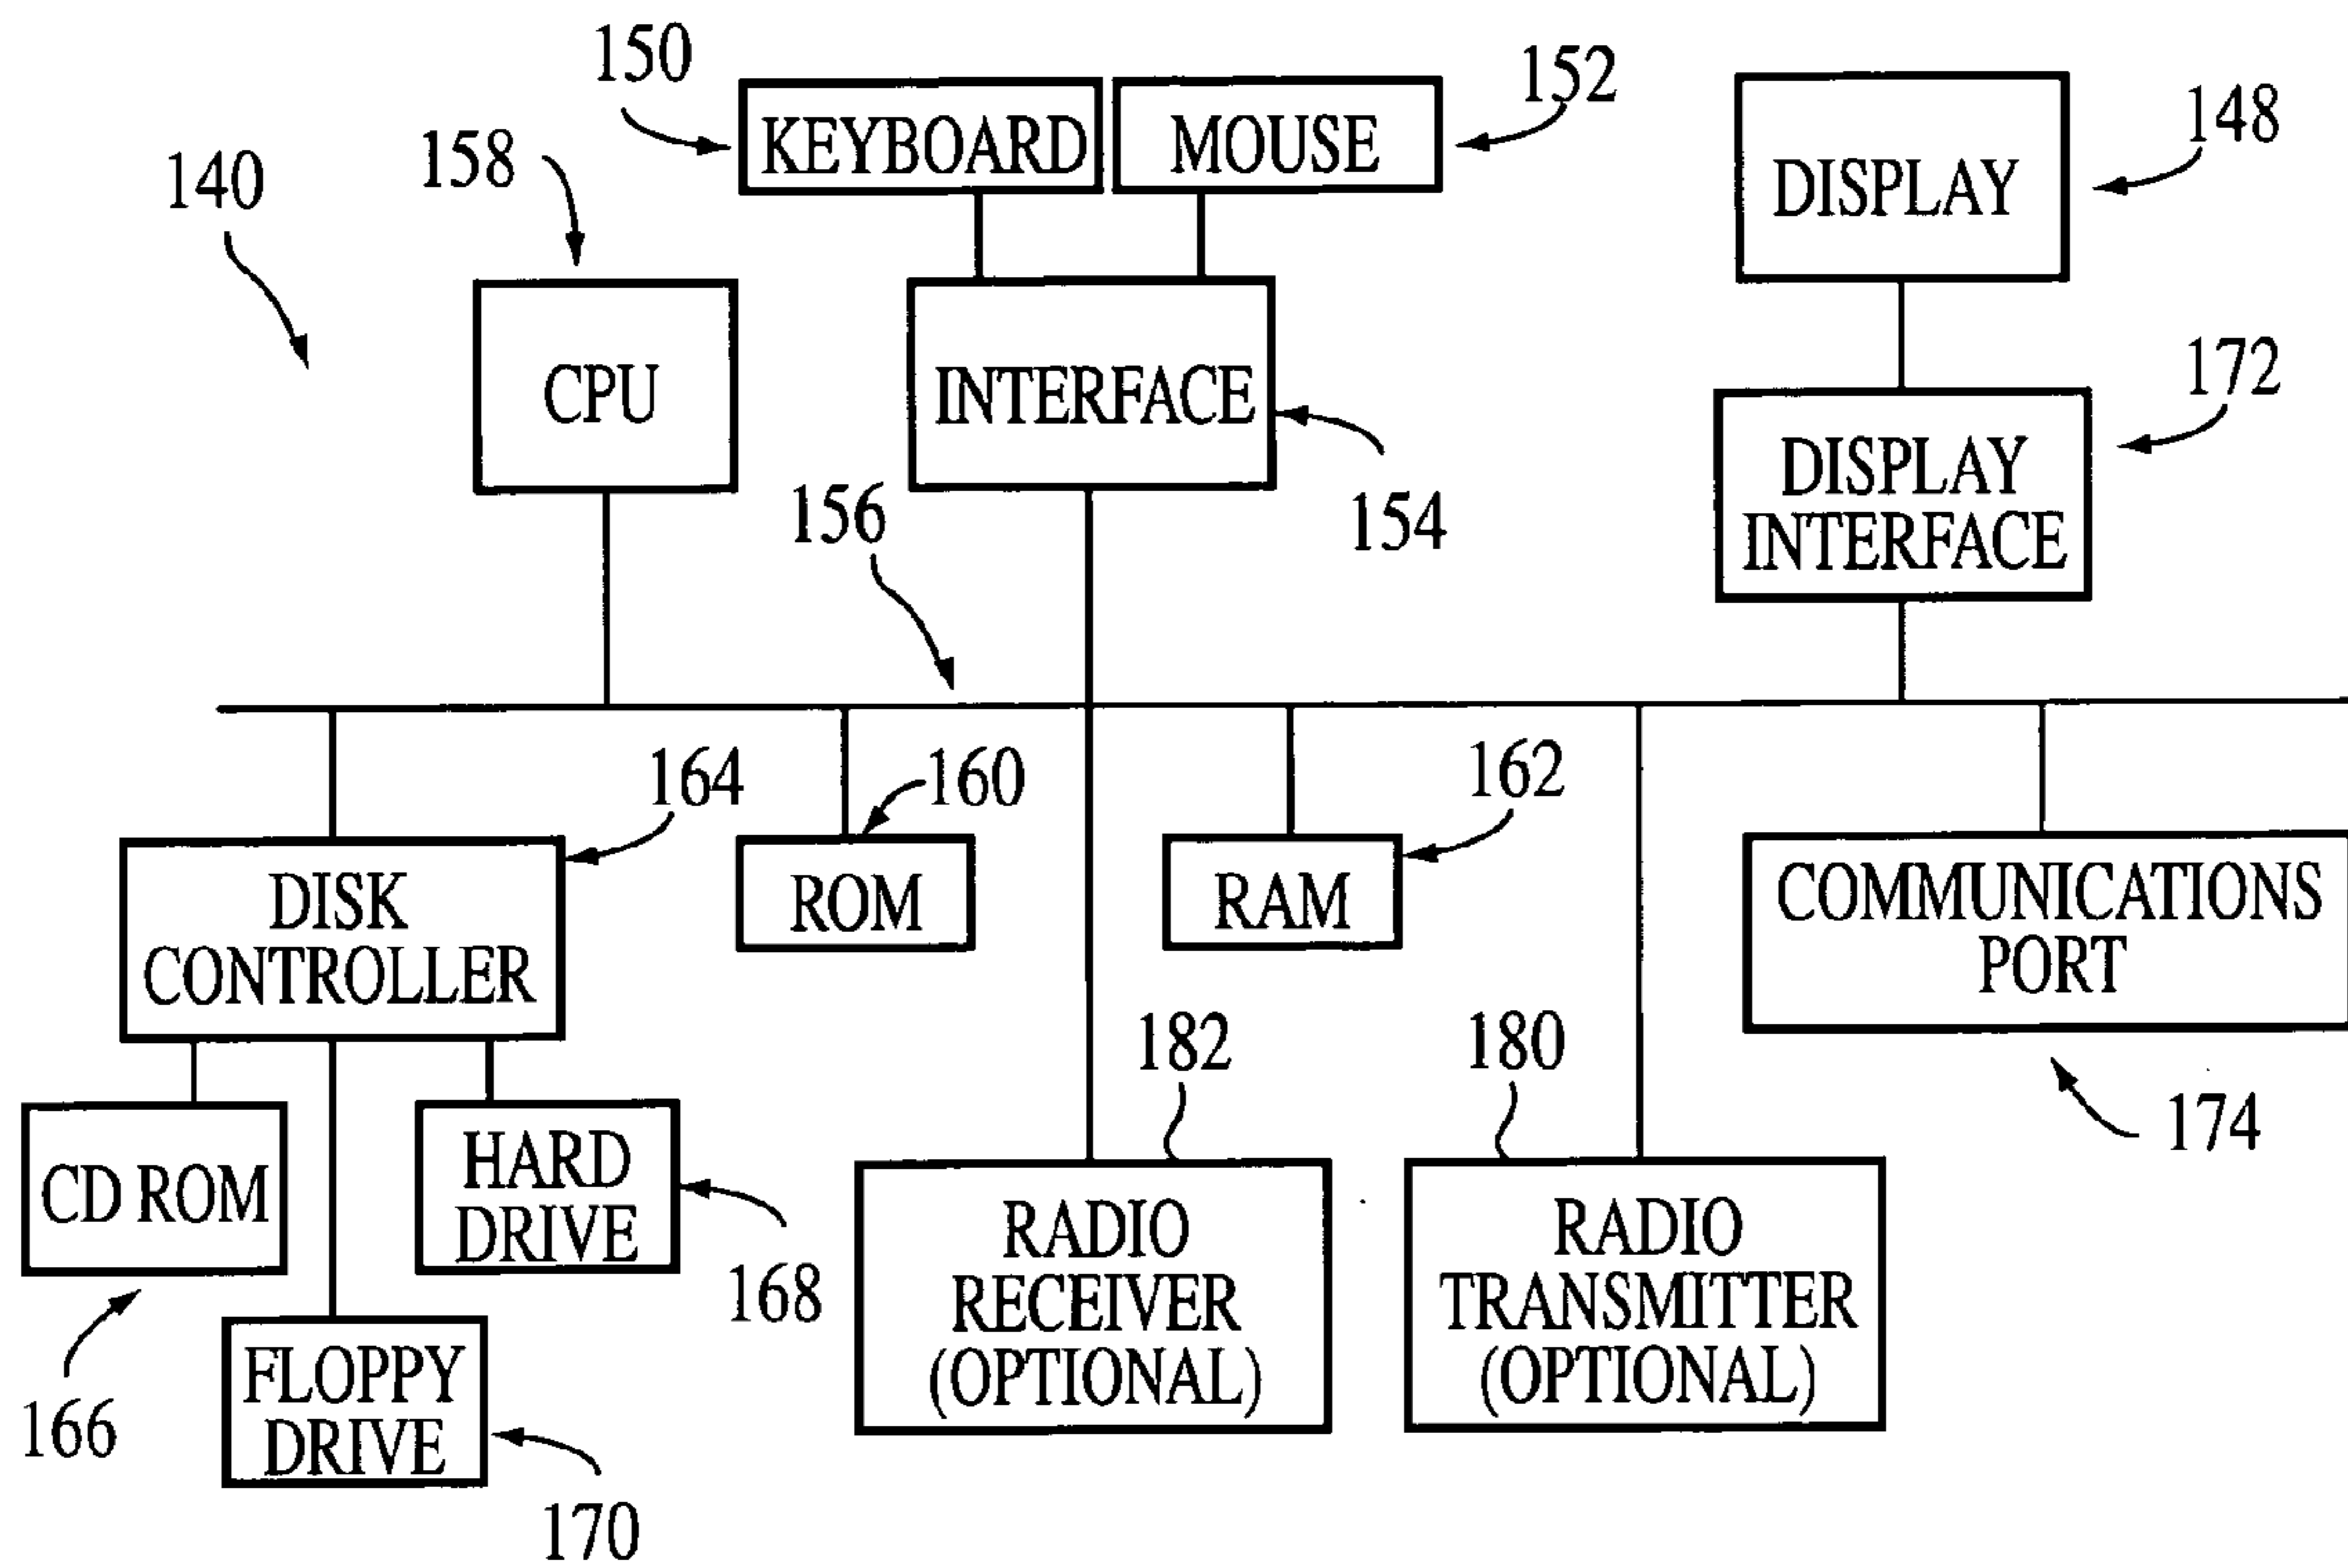 150
KEYBOARD
MOUSE
152
158
140
DISPLAY
148
CPU
INTERFACE
154
172
DISPLAY
INTERFACE
156
164
160
162
DISK
CONTROLLER
ROM
RAM
COMMUNICATIONS
PORT
182
180
174
CD ROM
HARD
DRIVE
168
RADIO
RECEIVER
(OPTIONAL)
RADIO
TRANSMITTER
(OPTIONAL)
166
FLOPPY
DRIVE
170